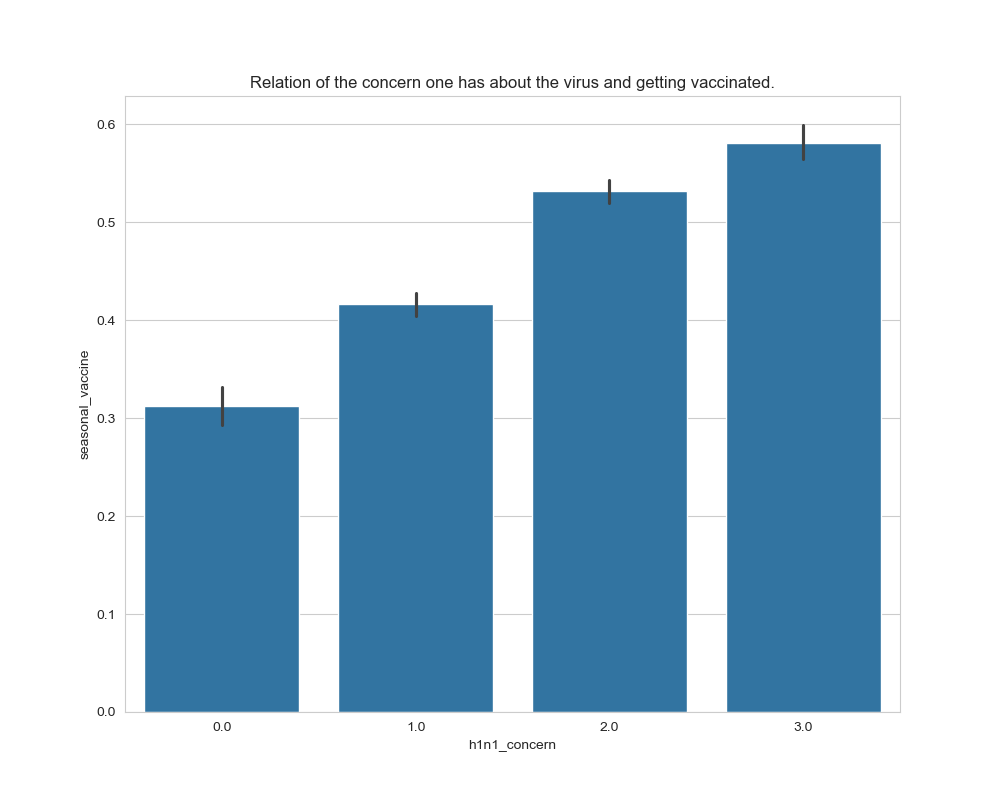 Relation of the concern one has about the virus and getting vaccinated.
0.6
0.5
0.4
0.3
0.2
0.1
0.0
seasonal_vaccine
0.0 1.0 2.0 3.0
h1n1_concern